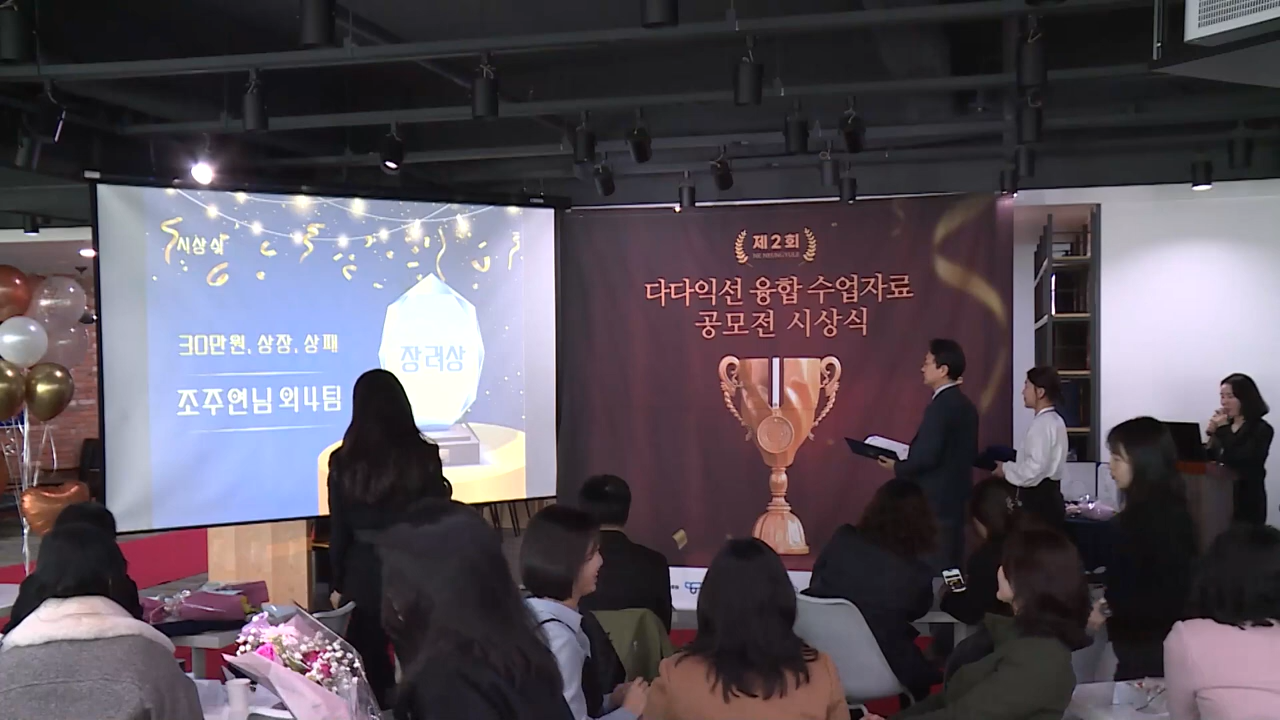 시상식
30만원, 상장, 상패
조주연님 외 4팀
장려상
제2회
NE NEUNGYULE
다다익선 융합 수업자료
공모전 시상식